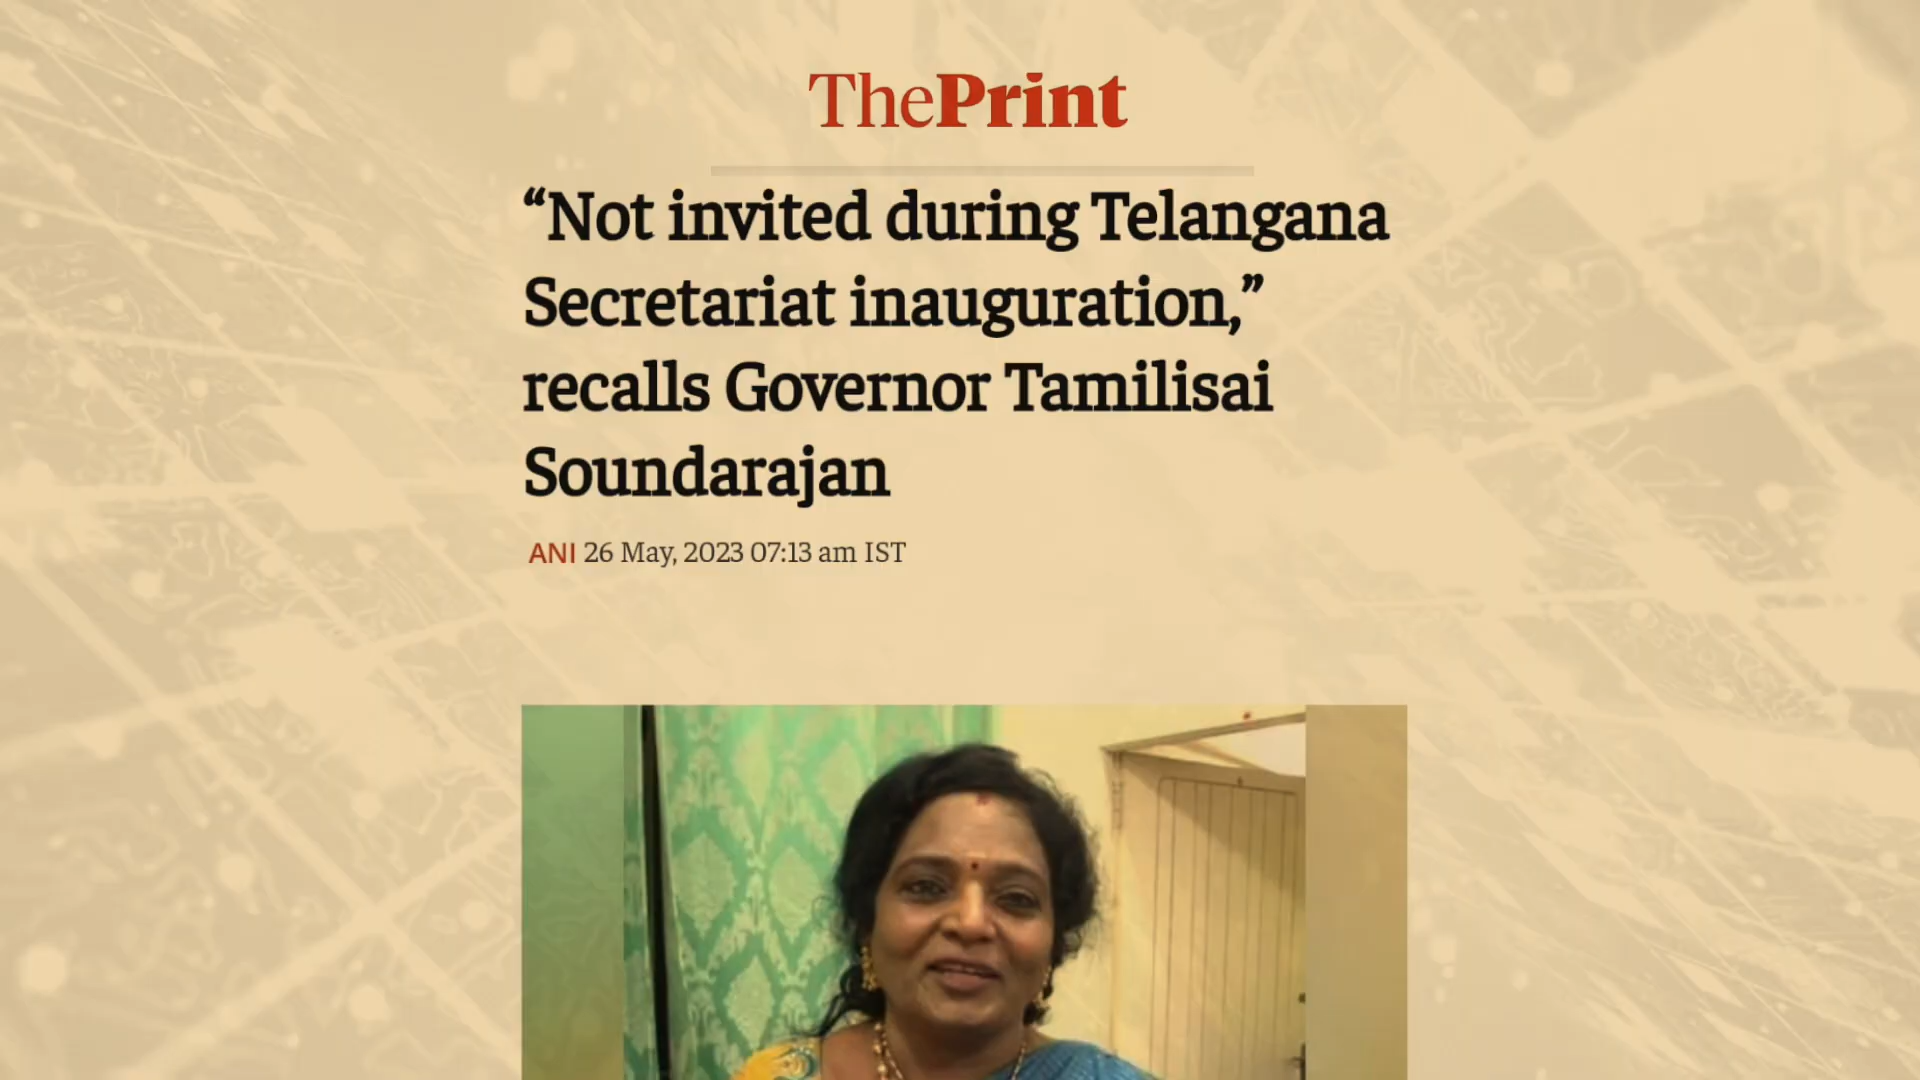 ThePrint
“Not invited during Telangana
Secretariat inauguration,”
recalls Governor Tamilisai
Soundarajan
ANI 26 May, 2023 07:13 am IST